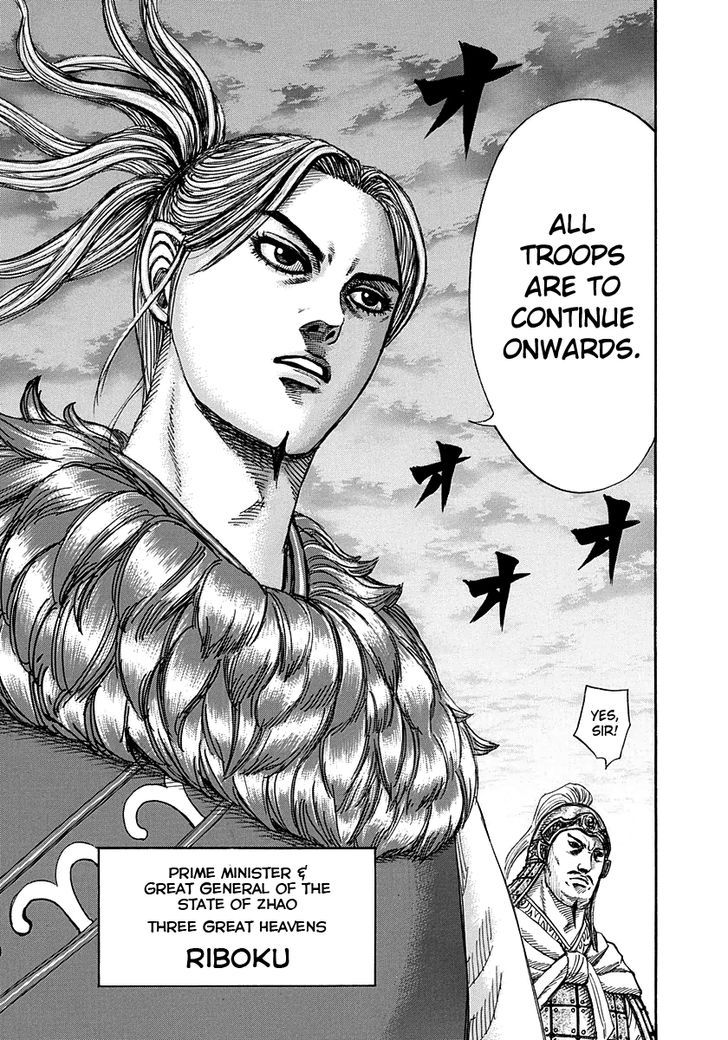 オ
ALL
TROOPS
ARE TO
CONTINUE
ONWARDS.
オ
オ
オ
YES,
SIR!
PRIME MINISTER &
GREAT GENERAL OF THE
STATE OF ZHAO
THREE GREAT HEAVENS
RIBOKU